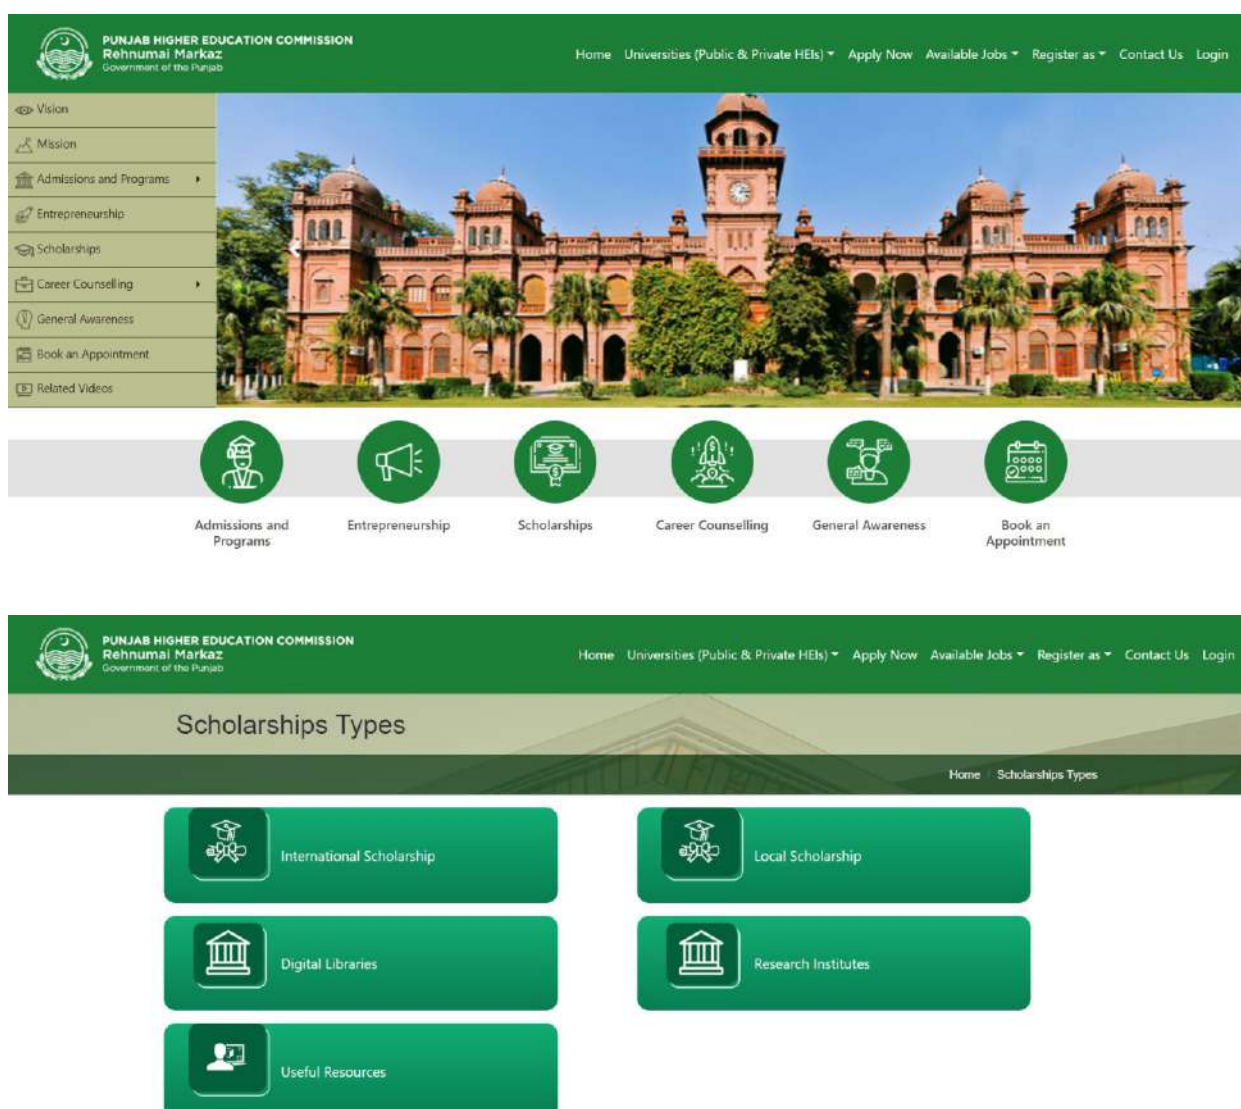 PUNJAB HIGHER EDUCATION COMMISSION
Rehnumai Markaz
Government of the Punjab
Home Universities (Public & Private HEIs) Apply Now Available Jobs Register as Contact Us Login
Vision
Mission
Admissions and Programs
Entrepreneurship
Scholarships
Career Counselling
General Awareness
Book an Appointment
Related Videos
Admissions and
Programs
Entrepreneurship
Scholarships
Career Counselling
General Awareness
Book an
Appointment
PUNJAB HIGHER EDUCATION COMMISSION
Rehnumai Markaz
Government of the Punjab
Home Universities (Public & Private HEIs) Apply Now Available Jobs Register as Contact Us Login
Scholarships Types
Home / Scholarships Types
International Scholarship
Local Scholarship
Digital Libraries
Research Institutes
Useful Resources